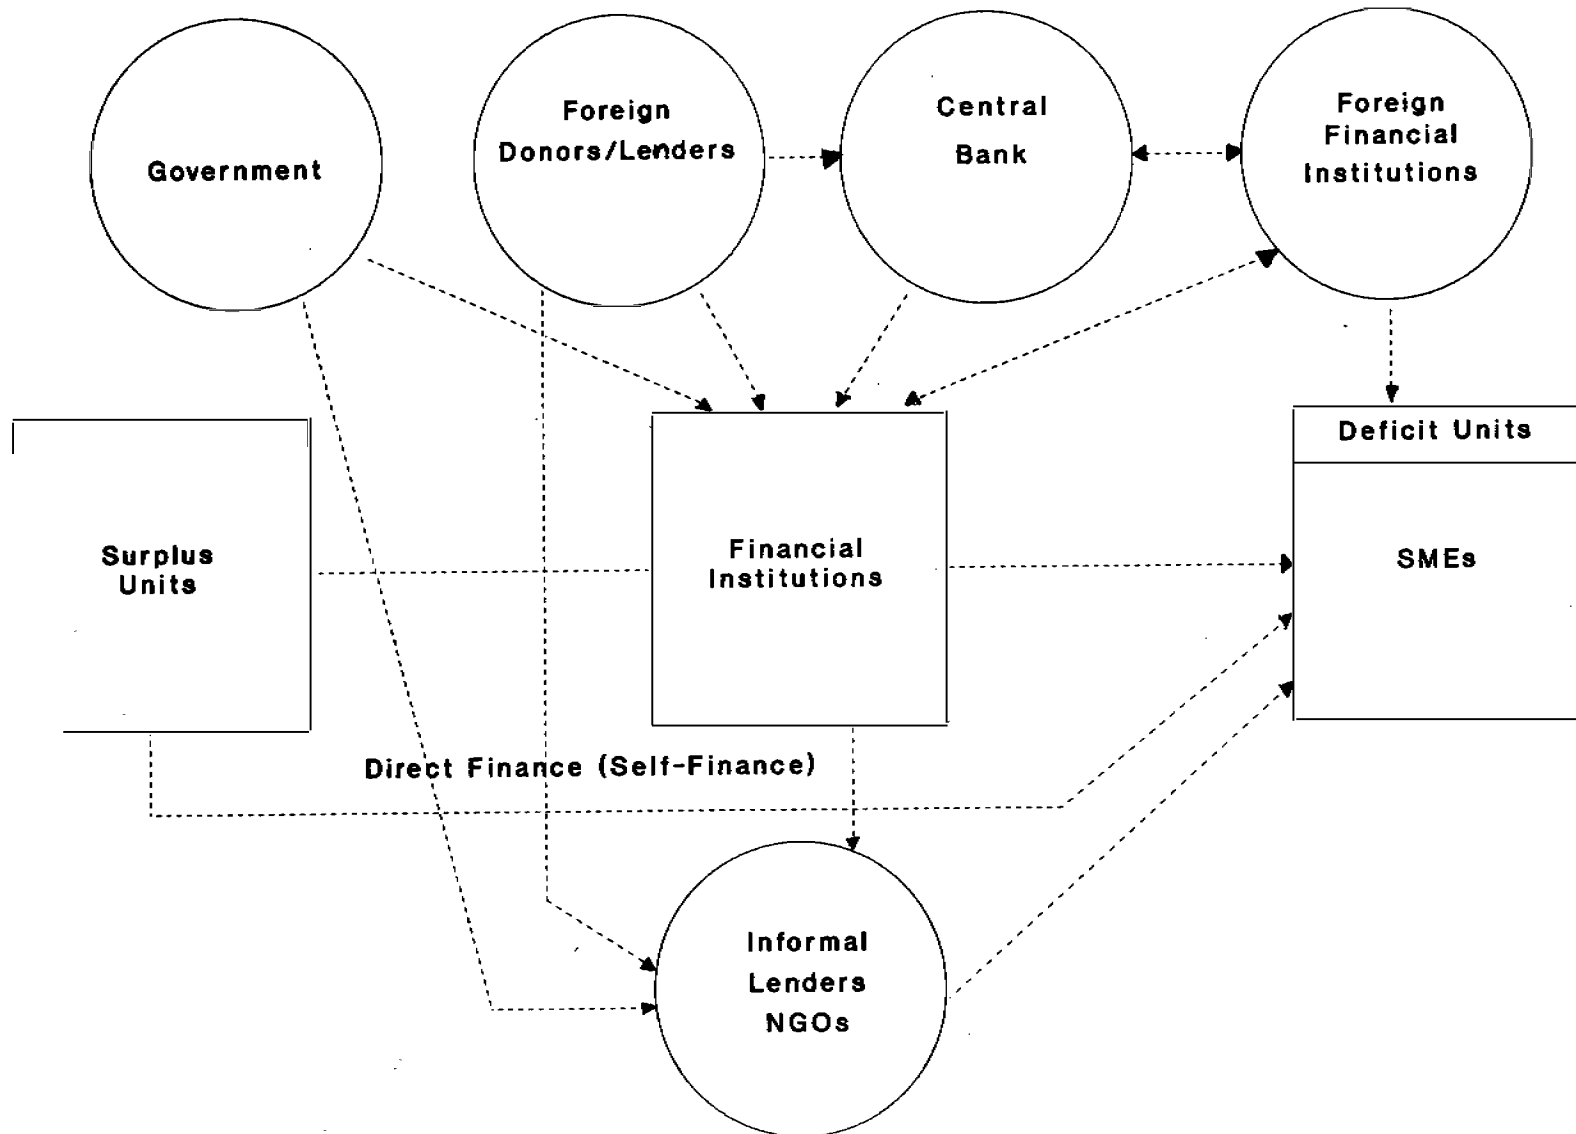 Government
Foreign
Donors/Lenders
Central
Bank
Foreign
Financial
Institutions
Surplus
Units
Financial
Institutions
Deficit Units
SMEs
Direct Finance (Self-Finance)
Informal
Lenders
NGOs